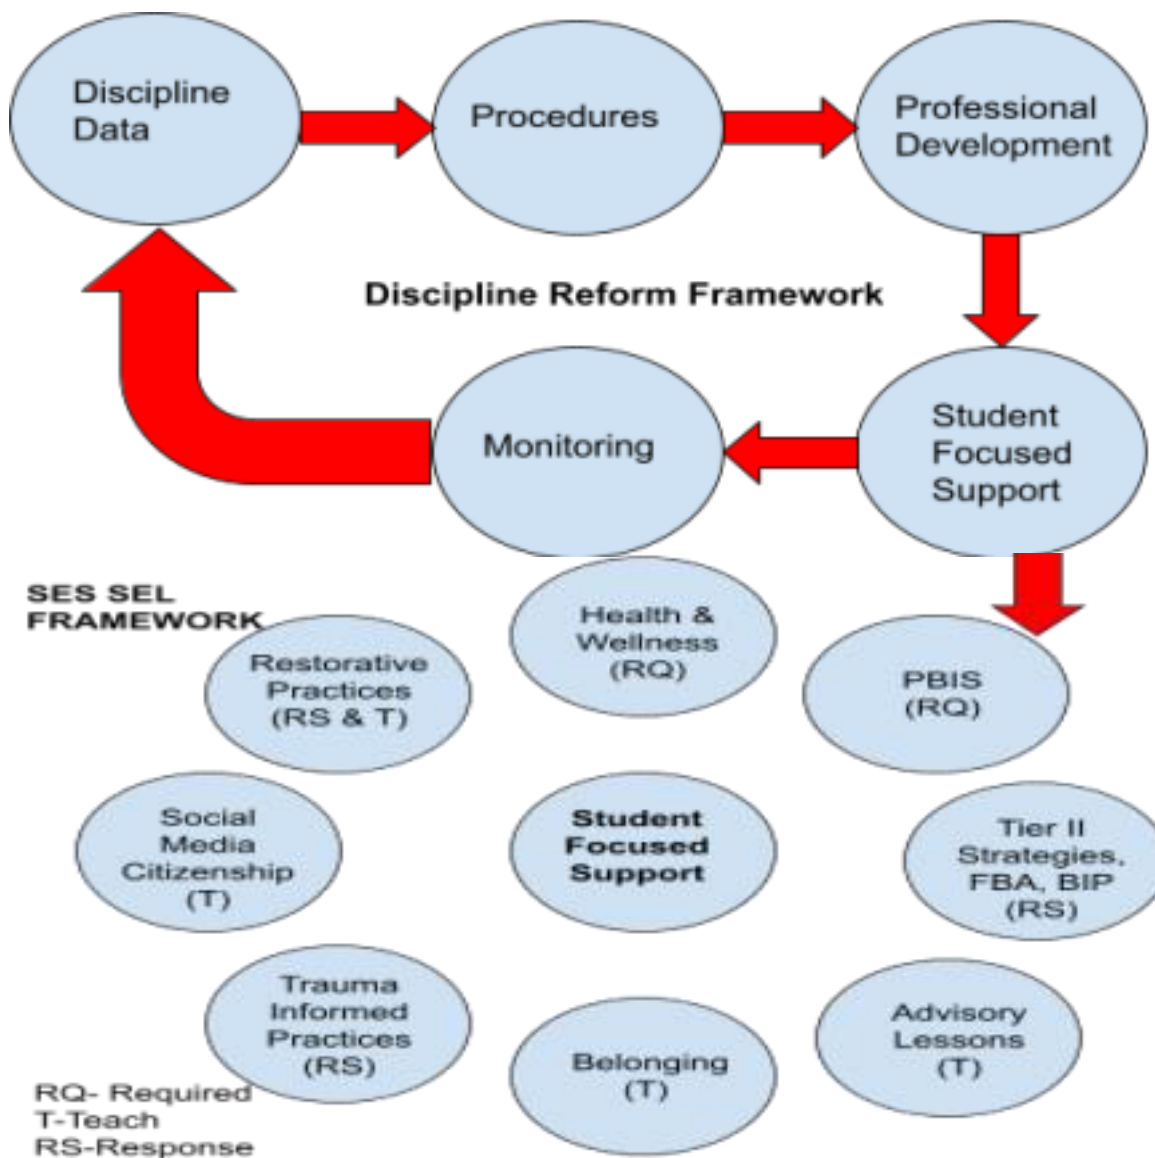 Discipline
Data
Procedures
Professional
Development
Discipline Reform Framework
Monitoring
Student
Focused
Support
SES SEL
FRAMEWORK
Health &
Wellness
(RQ)
Restorative
Practices
(RS & T)
PBIS
(RQ)
Social
Media
Citizenship
(T)
Student
Focused
Support
Tier II
Strategies,
FBA, BIP
(RS)
Trauma
Informed
Practices
(RS)
Belonging
(T)
Advisory
Lessons
(T)
RQ- Required
T-Teach
RS-Response